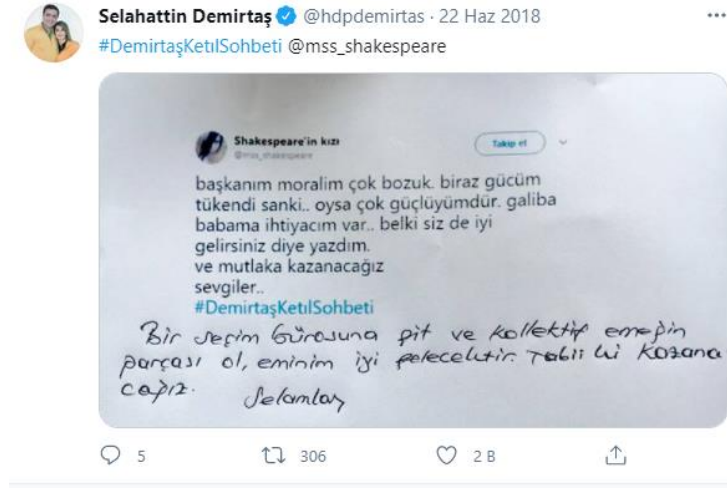 Selahattin Demirtaş @hdpdemirtas · 22 Haz 2018
#DemirtaşKetılSohbeti @mss_shakespeare
Shakespeare'in kızı
@mss_shakespeare
Takip et
başkanım moralim çok bozuk. biraz gücüm
tükendi sanki.. oysa çok güçlüyümdür. galiba
babama ihtiyacım var.. belki siz de iyi
gelirsiniz diye yazdım.
ve mutlaka kazanacağız
sevgiler..
#DemirtaşKetılSohbeti
Bir seçim bürosuna git ve kollektif emeğin
parçası ol, eminim iyi gelecektir. Tabii ki kazana
cağız.
Selamlar
5
306
2 B